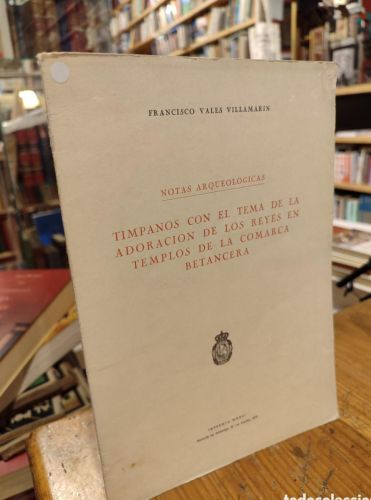 FRANCISCO VALES VILLAMARIN
NOTAS ARQUEOLOGICAS
TIMPANOS CON EL TEMA DE LA
ADORACION DE LOS REYES EN
TEMPLOS DE LA COMARCA
BETANCERA
todocoleccion